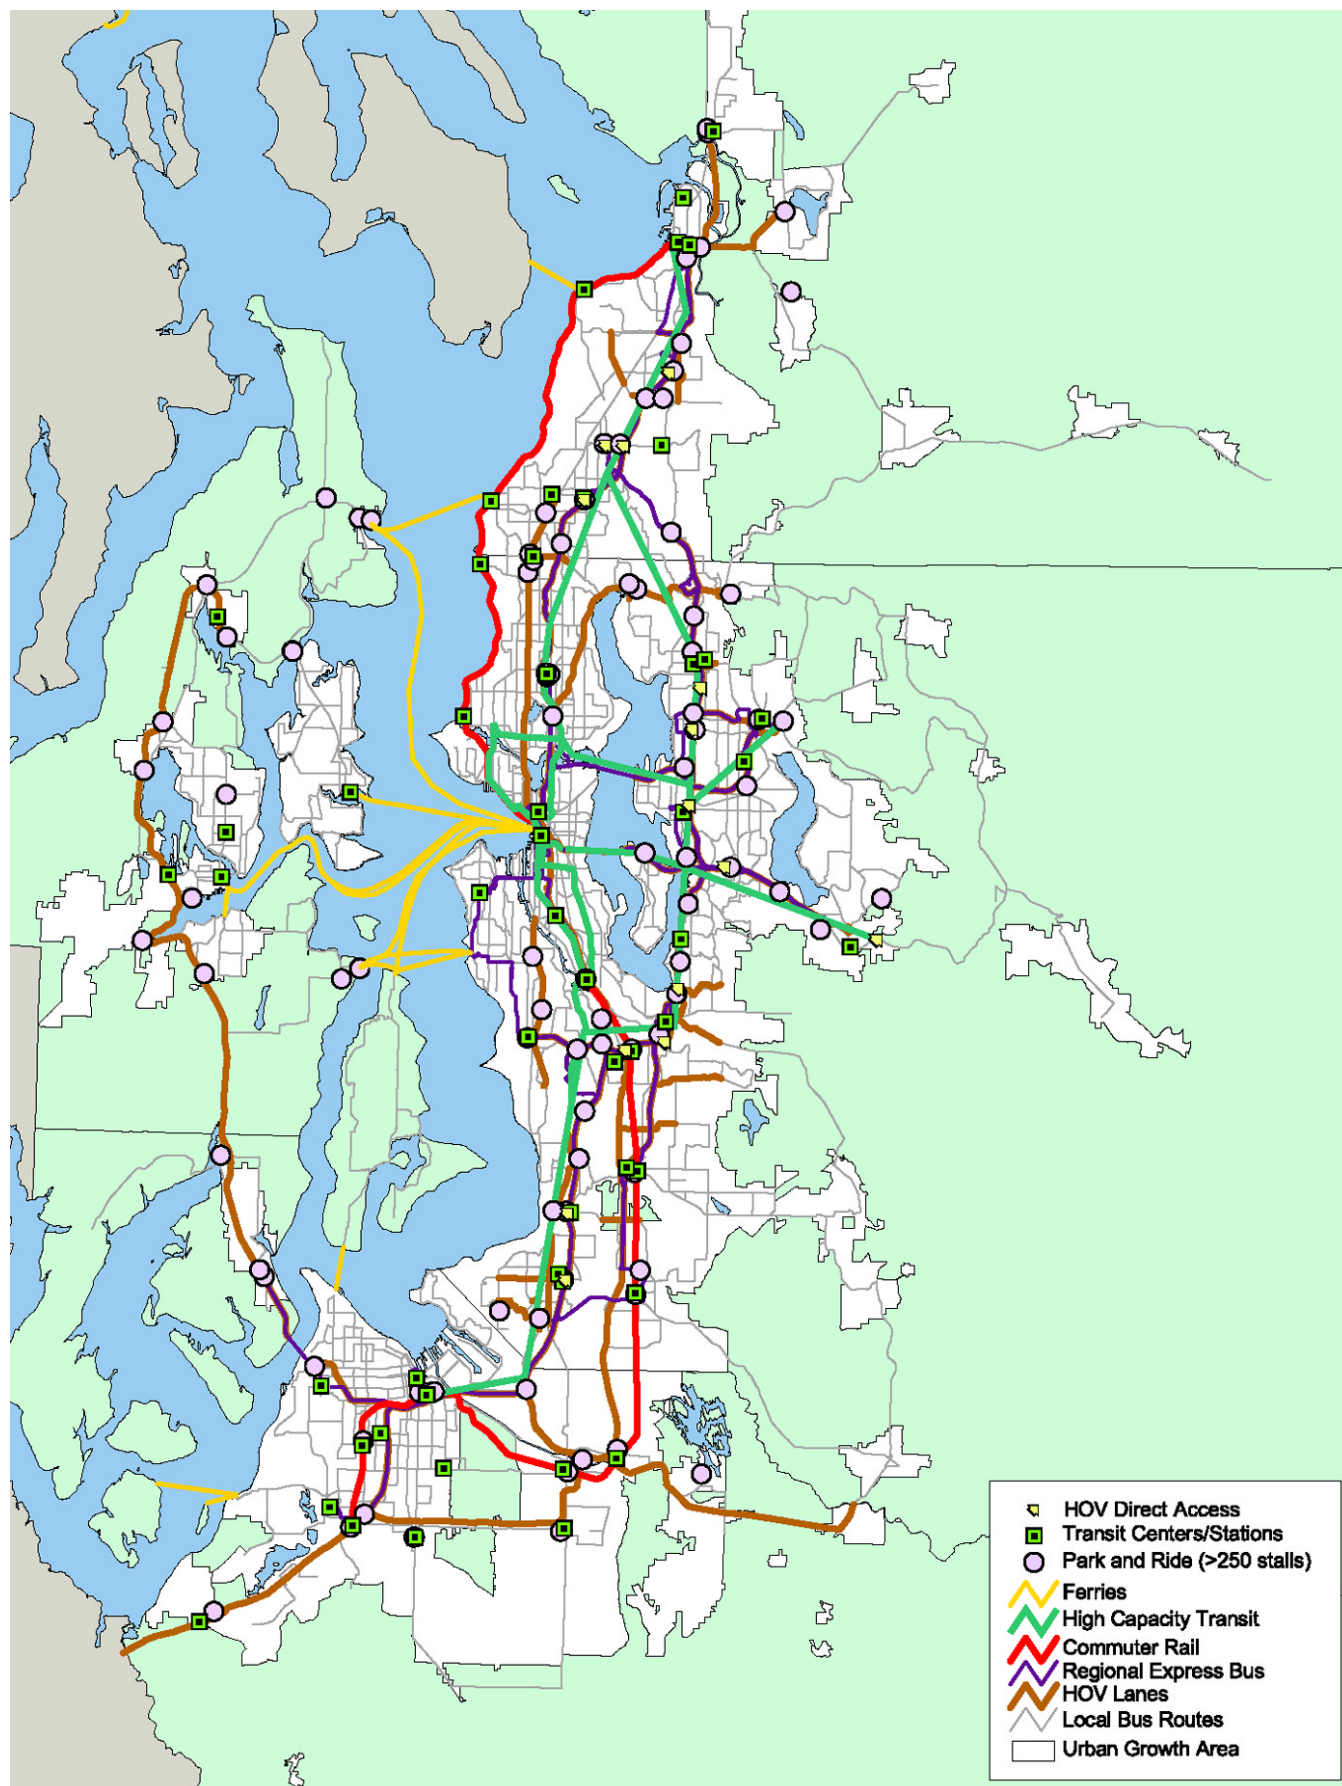 HOV Direct Access
Transit Centers/Stations
Park and Ride (>250 stalls)
Ferries
High Capacity Transit
Commuter Rail
Regional Express Bus
HOV Lanes
Local Bus Routes
Urban Growth Area